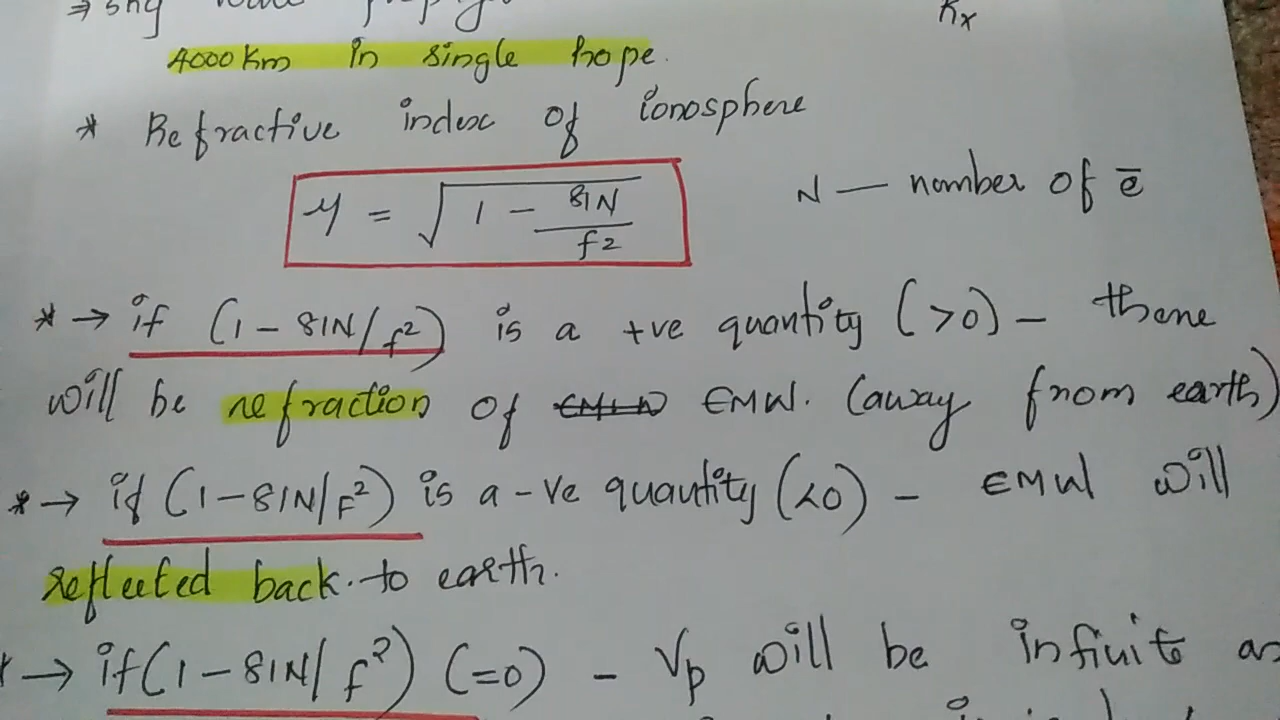 ⇒ sky
4000 Km in single hope.
Rx
* Refractive index of ionosphere
μ = √(1 - 81N/f²)
N — number of ē
* → if (1 - 81N/f²) is a +ve quantity (>0) - there
will be refraction of EMW. (away from earth)
* → if (1-81N/F²) is a -ve quantity (<0) - EMW will
reflected back. to earth.
* → if (1-81N/f²) (=0) - Vp will be infinite